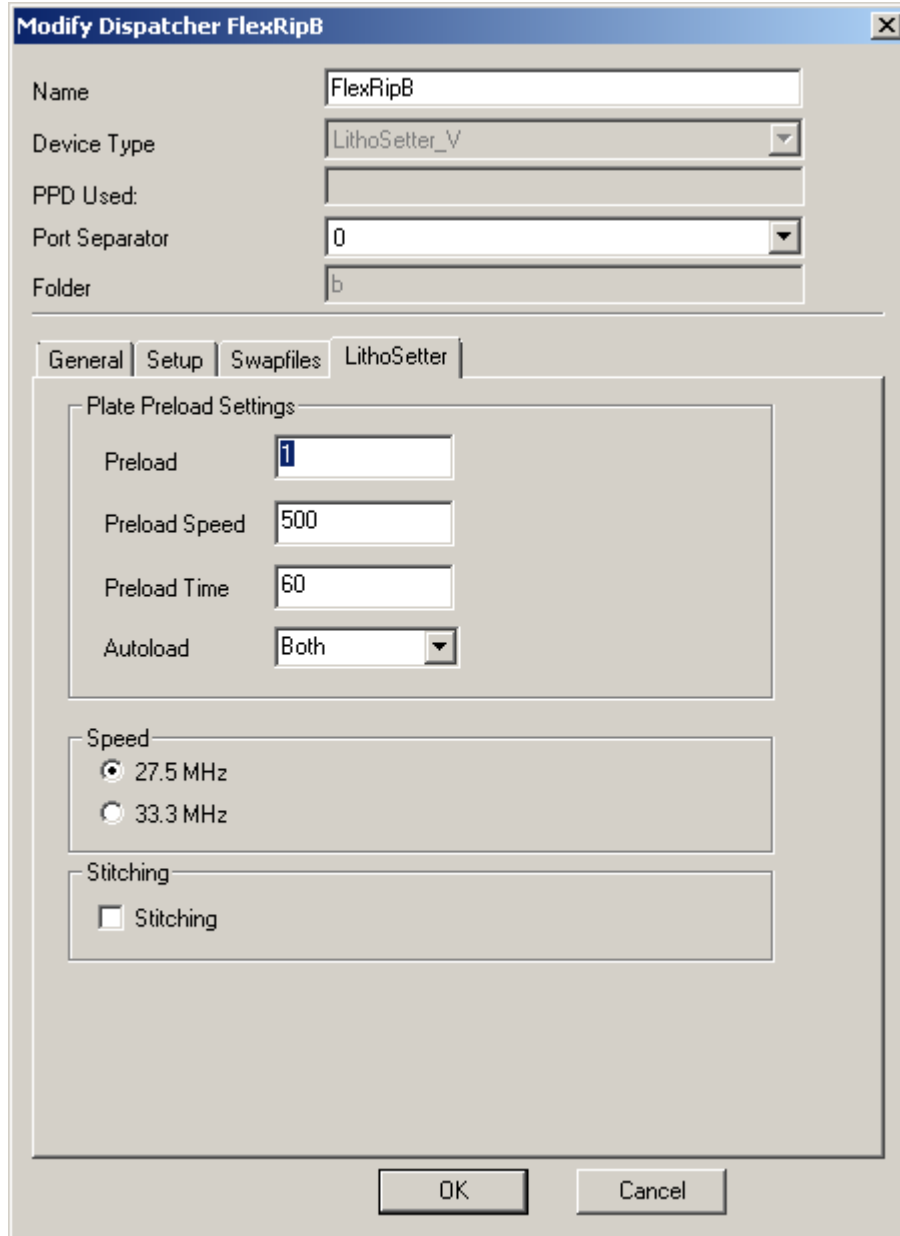 Modify Dispatcher FlexRipB
Name FlexRipB
Device Type LithoSetter_V
PPD Used:
Port Separator 0
Folder b
General Setup Swapfiles LithoSetter
Plate Preload Settings
Preload 1
Preload Speed 500
Preload Time 60
Autoload Both
Speed
27.5 MHz
33.3 MHz
Stitching
Stitching
OK Cancel